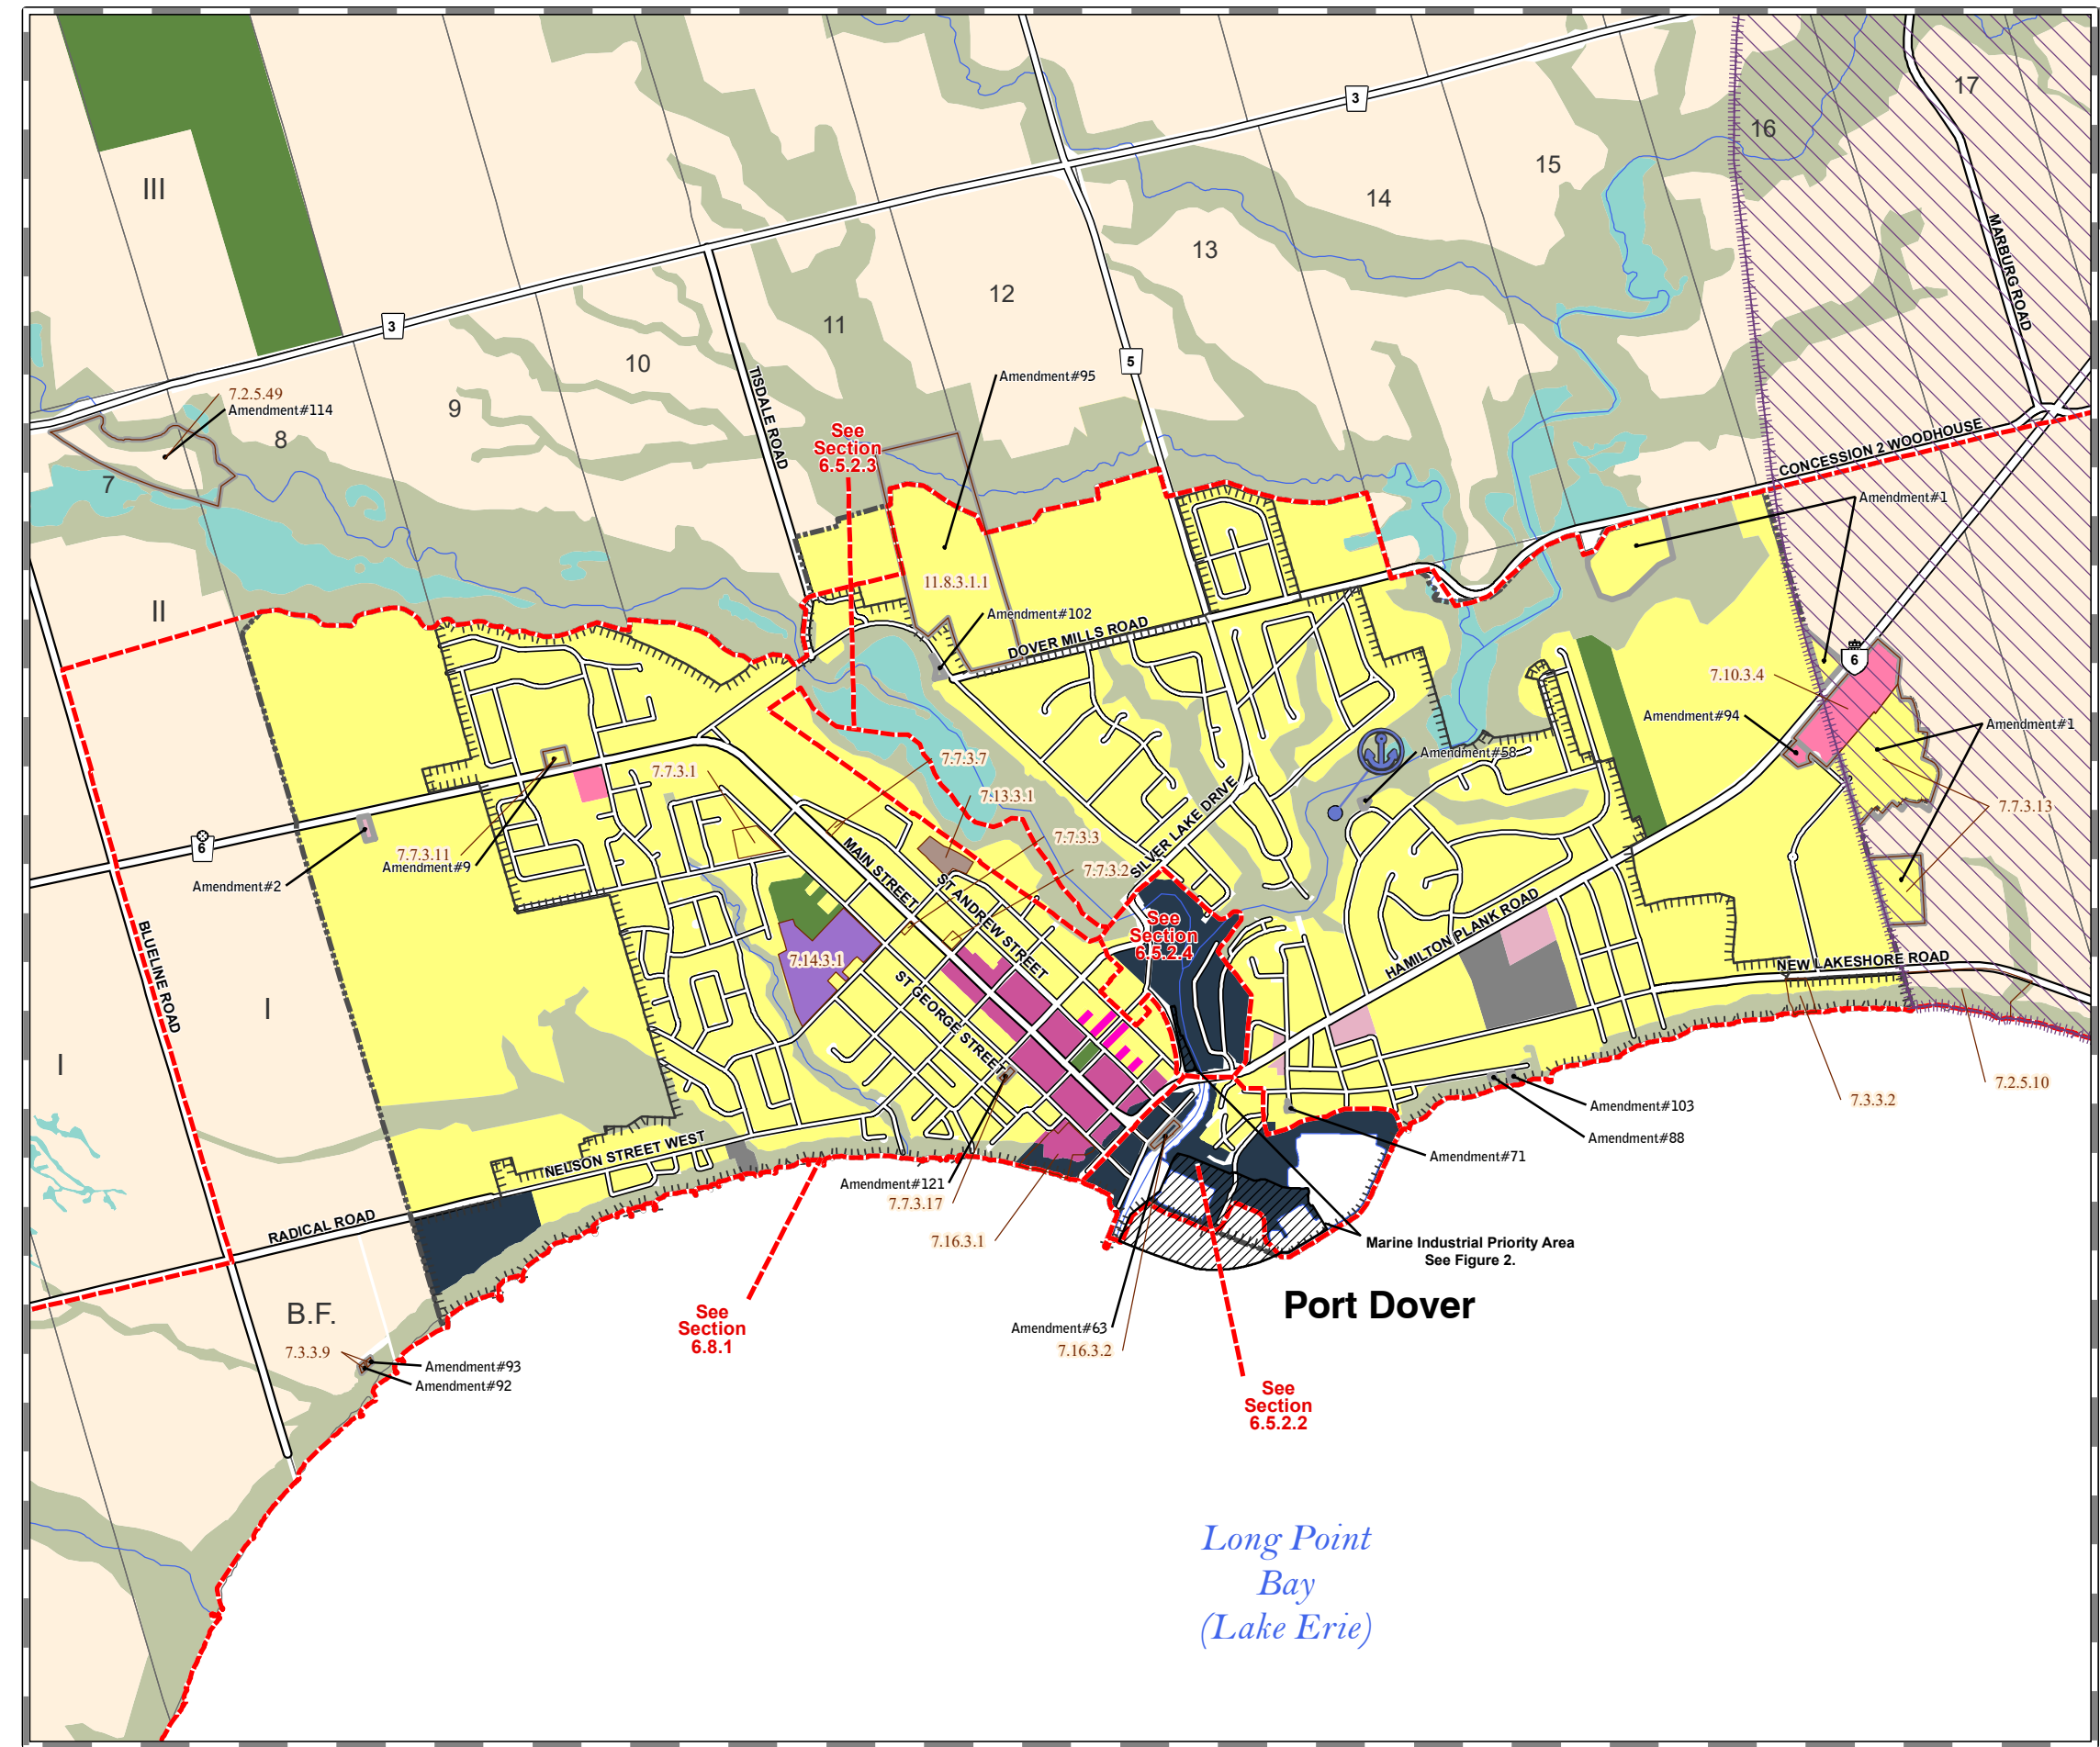 17
16
3
15
III
14
MARBURG ROAD
13
12
11
3
10
5
TISDALE ROAD
Amendment#95
7.2.5.49
Amendment#114
9
8
See
Section
6.5.2.3
CONCESSION 2 WOODHOUSE
7
Amendment#1
11.8.3.1.1
II
Amendment#102
DOVER MILLS ROAD
6
7.10.3.4
Amendment#94
Amendment#1
Amendment#58
7.7.3.7
7.7.3.1
7.13.3.1
7.7.3.13
SILVER LAKE DRIVE
7.7.3.3
6
7.7.3.11
Amendment#9
MAIN STREET
7.7.3.2
Amendment#2
ST ANDREW STREET
See
Section
6.5.2.4
HAMILTON PLANK ROAD
BLUELINE ROAD
7.14.3.1
NEW LAKESHORE ROAD
ST GEORGE STREET
I
I
7.2.5.10
7.3.3.2
Amendment#103
Amendment#88
NELSON STREET WEST
Amendment#71
Amendment#121
7.7.3.17
RADICAL ROAD
7.16.3.1
Marine Industrial Priority Area
See Figure 2.
B.F.
Port Dover
See
Section
6.8.1
Amendment#63
7.16.3.2
7.3.3.9
Amendment#93
Amendment#92
See
Section
6.5.2.2
Long Point
Bay
(Lake Erie)